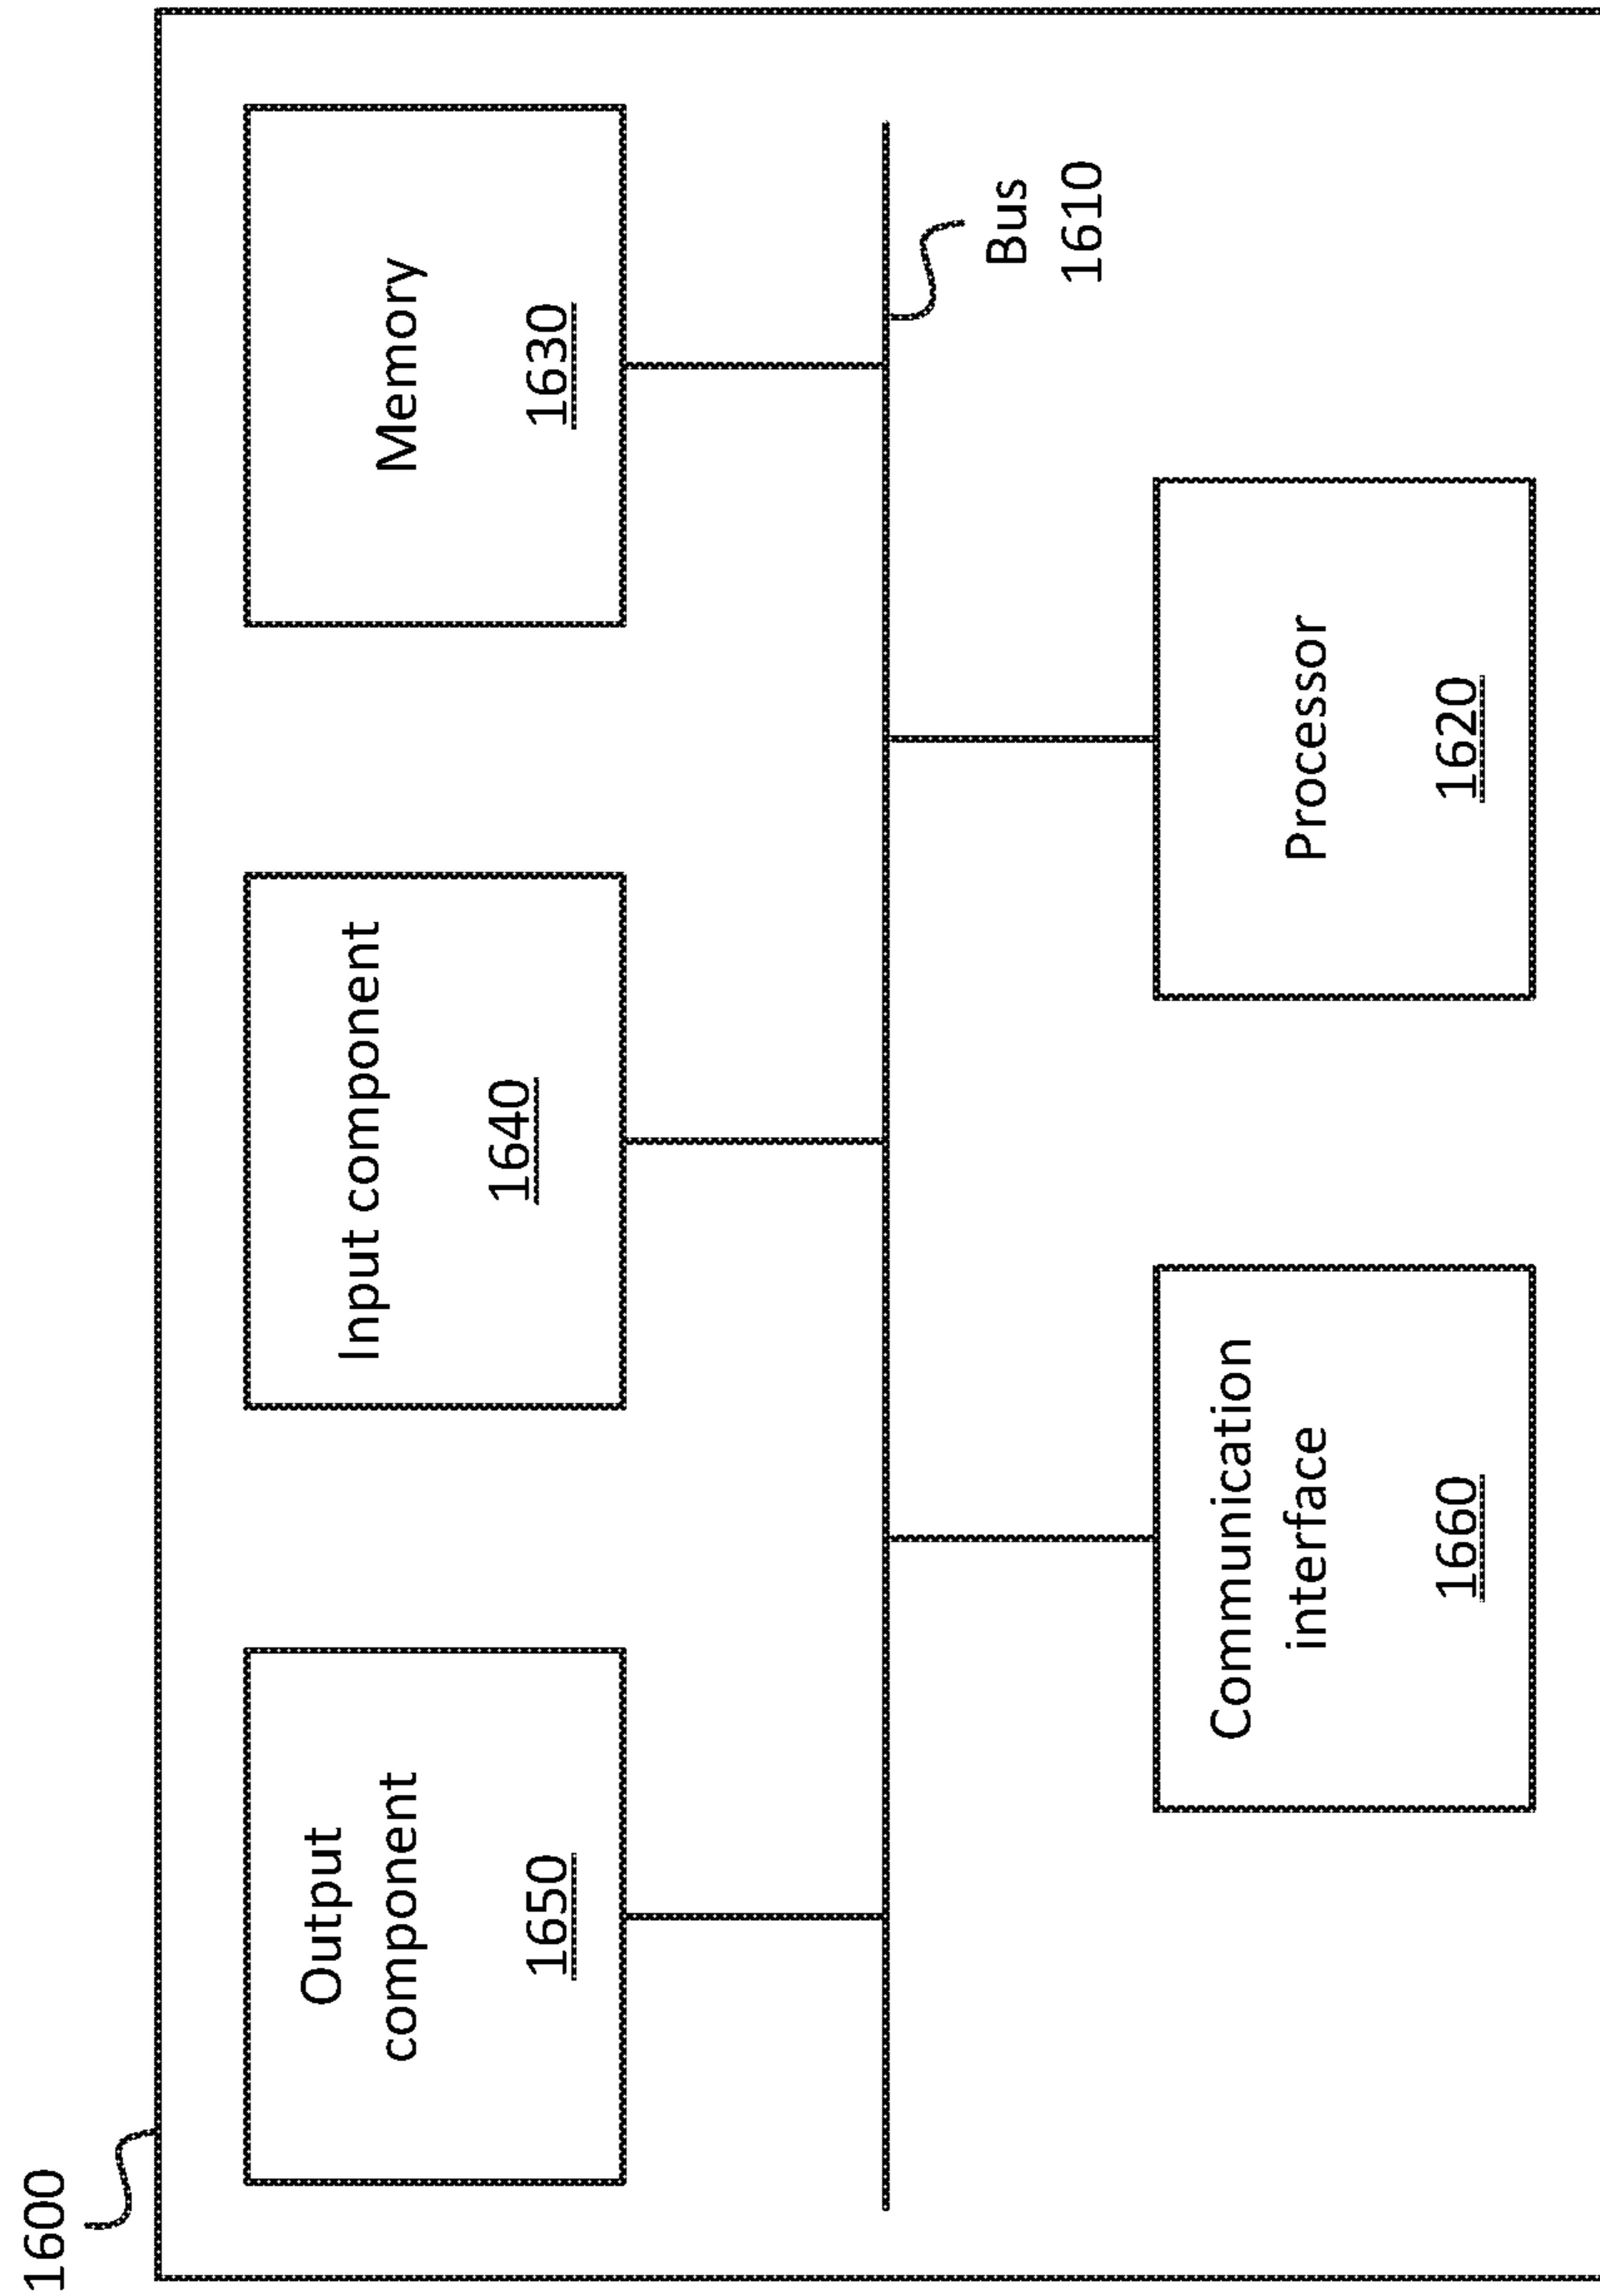 1600
Output
component
1650
Input component
1640
Memory
1630
Bus
1610
Communication
interface
1660
Processor
1620